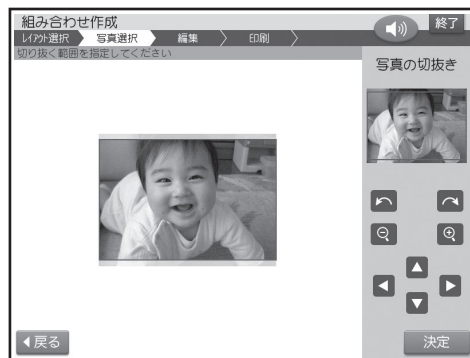 組み合わせ作成
終了
ﾚｲｱｳﾄ選択 写真選択 編集 印刷
切り抜く範囲を指定してください
写真の切抜き
戻る
決定